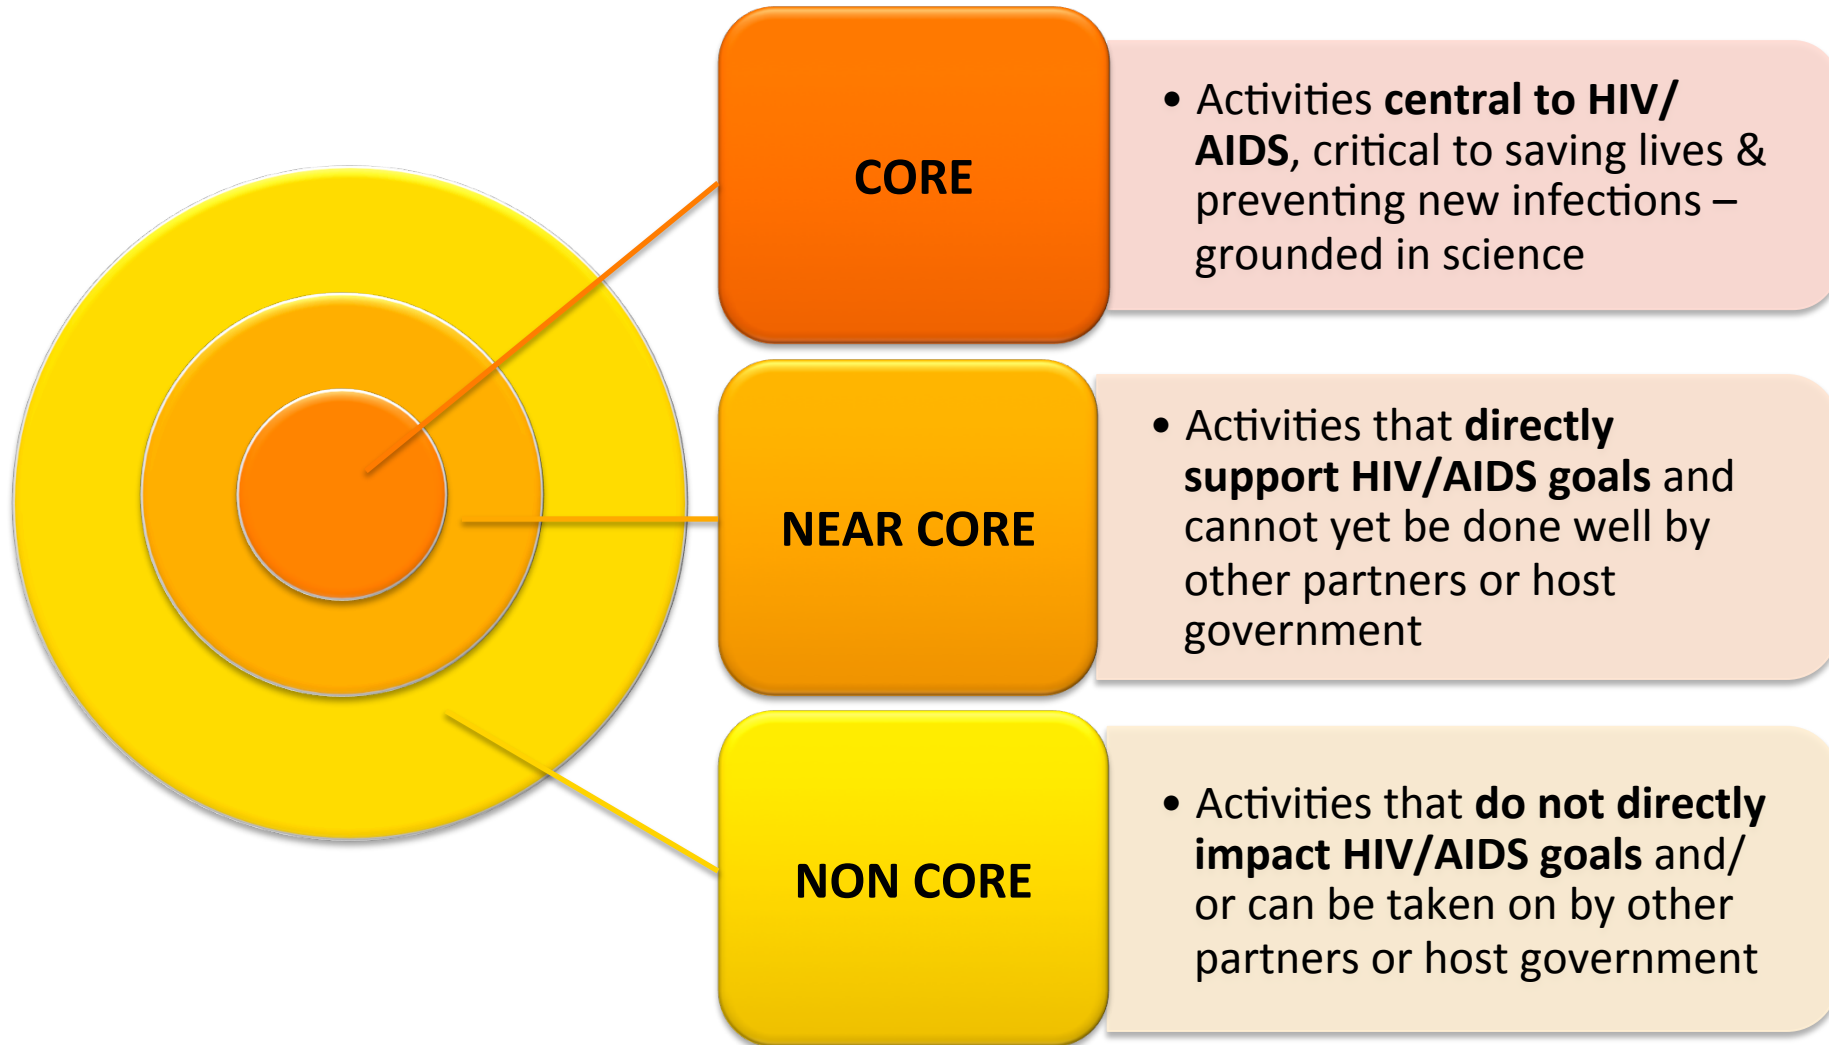 CORE
• Activities central to HIV/
AIDS, critical to saving lives &
preventing new infections –
grounded in science
NEAR CORE
• Activities that directly
support HIV/AIDS goals and
cannot yet be done well by
other partners or host
government
NON CORE
• Activities that do not directly
impact HIV/AIDS goals and/
or can be taken on by other
partners or host government